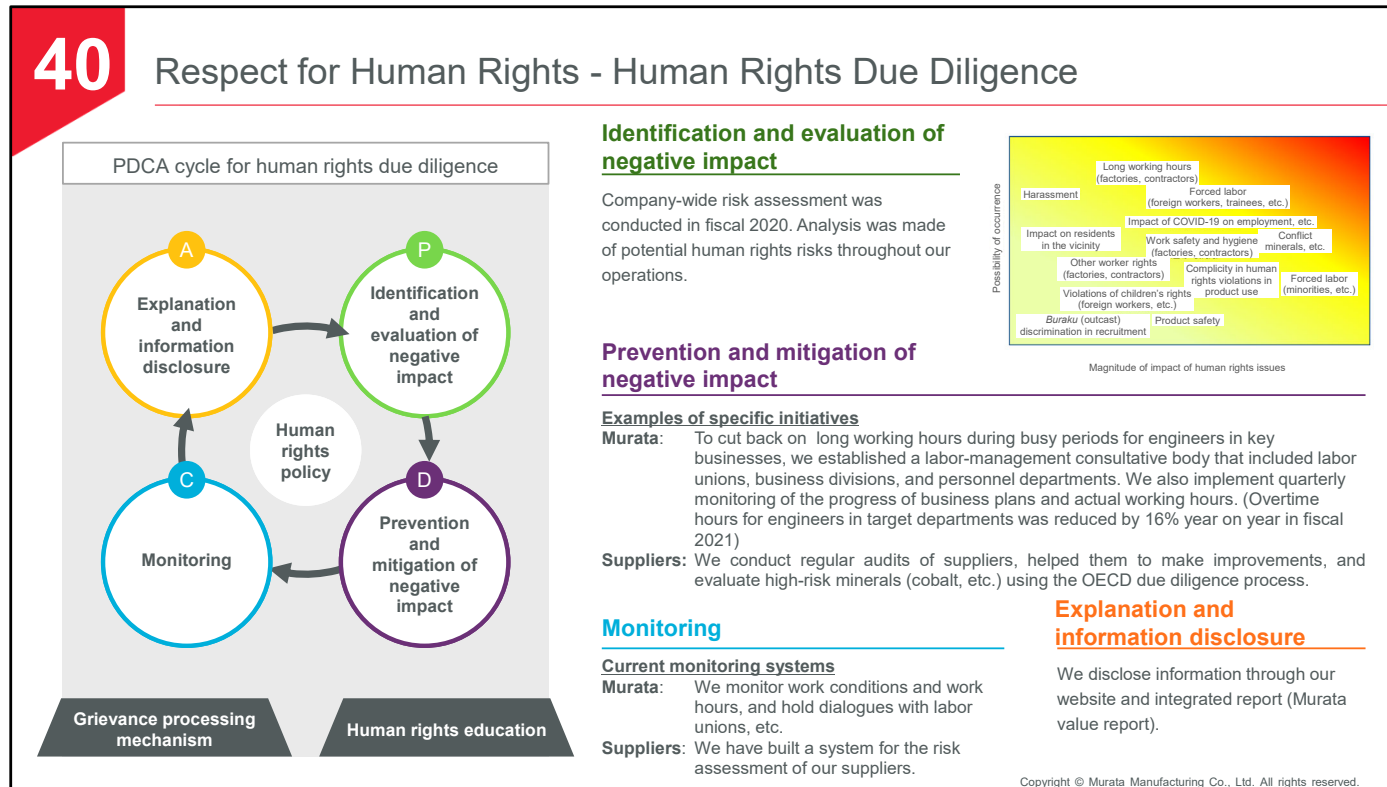 40
Respect for Human Rights - Human Rights Due Diligence
PDCA cycle for human rights due diligence
A
Explanation
and
information
disclosure
P
Identification
and
evaluation of
negative
impact
Human
rights
policy
C
Monitoring
D
Prevention
and
mitigation of
negative
impact
Grievance processing
mechanism
Human rights education
Identification and evaluation of
negative impact
Company-wide risk assessment was
conducted in fiscal 2020. Analysis was made
of potential human rights risks throughout our
operations.
Possibility of occurrence
Long working hours
(factories, contractors)
Harassment
Forced labor
(foreign workers, trainees, etc.)
Impact of COVID-19 on employment, etc.
Impact on residents
in the vicinity
Work safety and hygiene
(factories, contractors)
Conflict
minerals, etc.
Other worker rights
(factories, contractors)
Complicity in human
rights violations in
product use
Forced labor
(minorities, etc.)
Violations of children's rights
(foreign workers, etc.)
Buraku (outcast)
discrimination in recruitment
Product safety
Magnitude of impact of human rights issues
Prevention and mitigation of
negative impact
Examples of specific initiatives
Murata: To cut back on long working hours during busy periods for engineers in key
businesses, we established a labor-management consultative body that included labor
unions, business divisions, and personnel departments. We also implement quarterly
monitoring of the progress of business plans and actual working hours. (Overtime
hours for engineers in target departments was reduced by 16% year on year in fiscal
2021)
Suppliers: We conduct regular audits of suppliers, helped them to make improvements, and
evaluate high-risk minerals (cobalt, etc.) using the OECD due diligence process.
Monitoring
Current monitoring systems
Murata: We monitor work conditions and work
hours, and hold dialogues with labor
unions, etc.
Suppliers: We have built a system for the risk
assessment of our suppliers.
Explanation and
information disclosure
We disclose information through our
website and integrated report (Murata
value report).
Copyright © Murata Manufacturing Co., Ltd. All rights reserved.